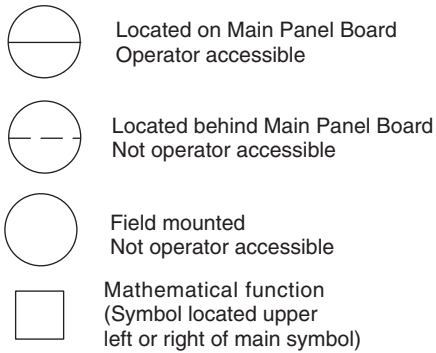 Located on Main Panel Board
Operator accessible
Located behind Main Panel Board
Not operator accessible
Field mounted
Not operator accessible
Mathematical function
(Symbol located upper
left or right of main symbol)